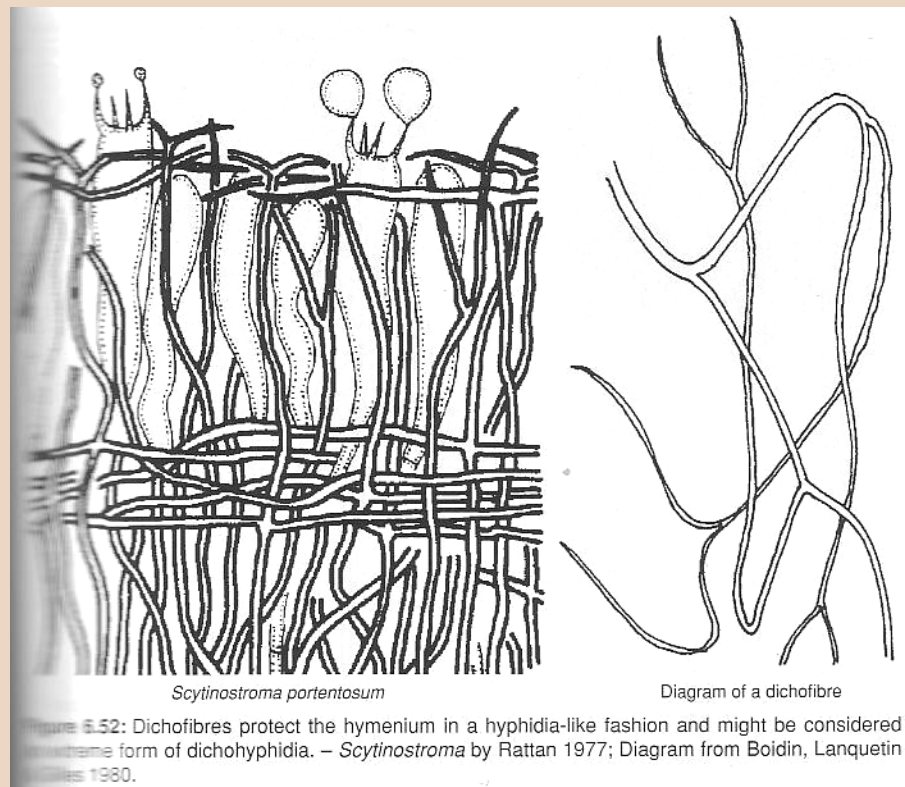 Scytinostroma portentosum
Diagram of a dichofibre
6.52: Dichofibres protect the hymenium in a hyphidia-like fashion and might be considered
form of dichohyphidia. – Scytinostroma by Rattan 1977; Diagram from Boidin, Lanquetin
1980.